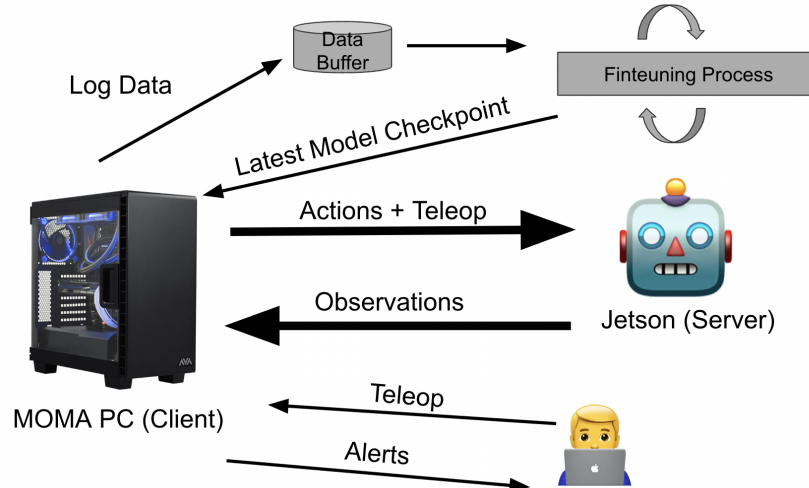 Data
Buffer
Finteuning Process
Log Data
Latest Model Checkpoint
Actions + Teleop
Observations
Jetson (Server)
AVA
MOMA PC (Client)
Teleop
Alerts